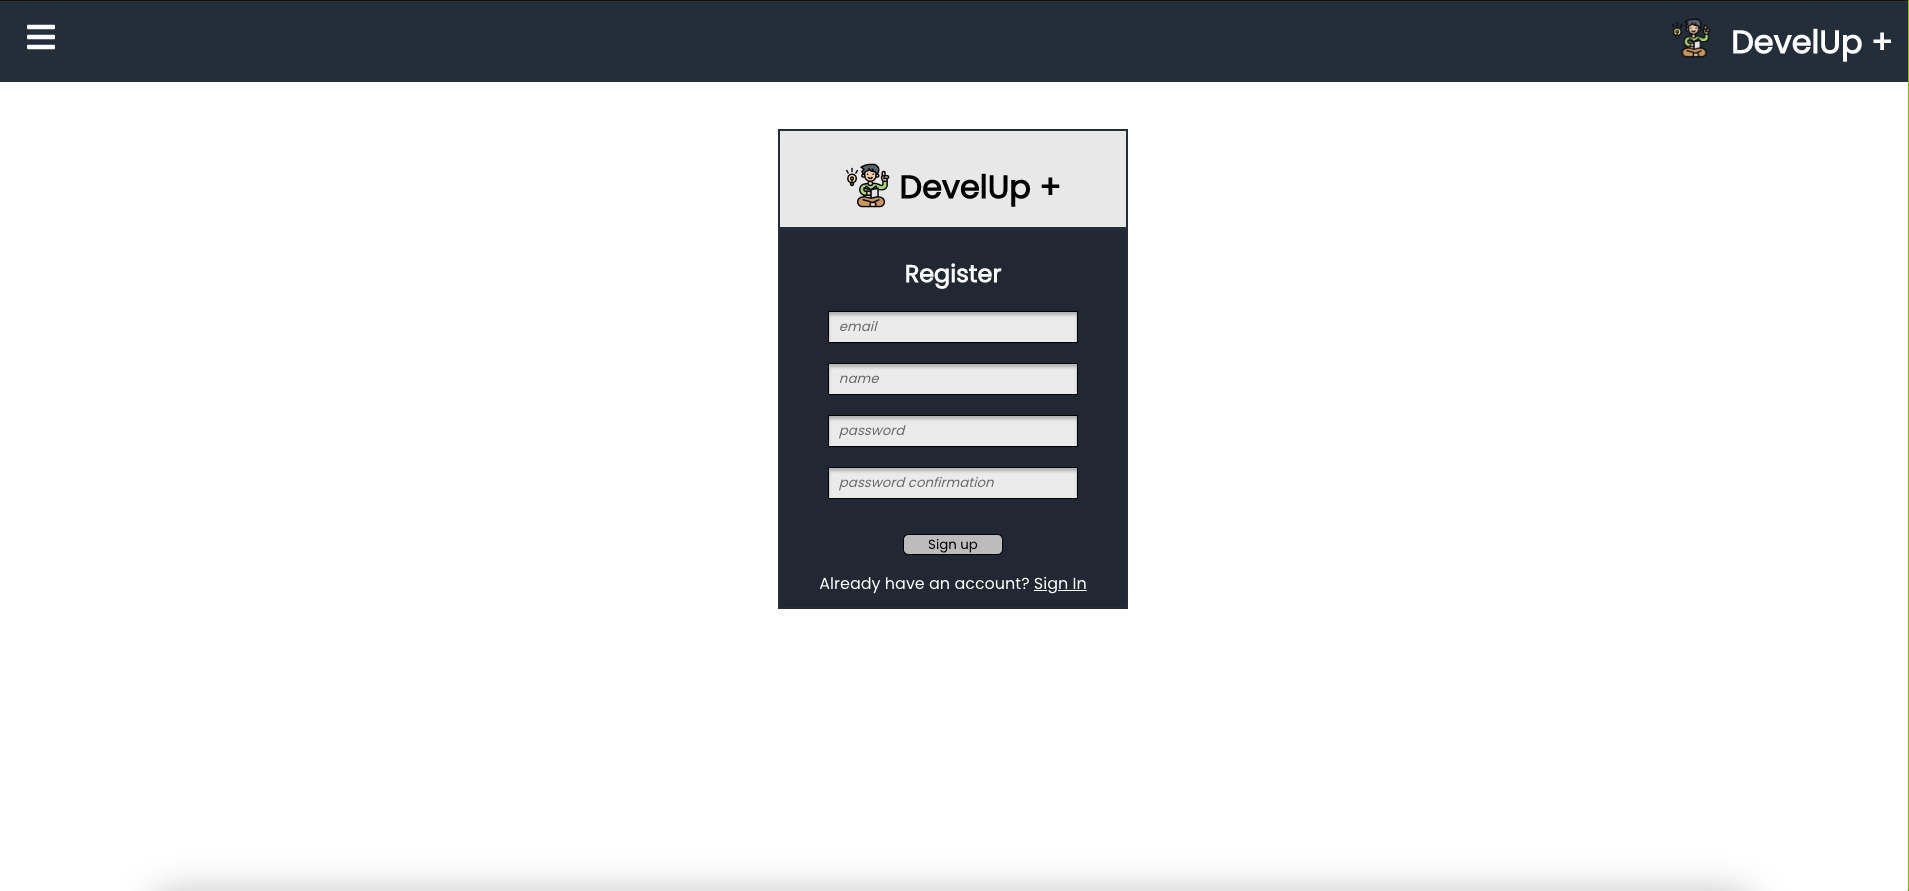 DevelUp +
DevelUp +
Register
email
name
password
password confirmation
Sign up
Already have an account? Sign In